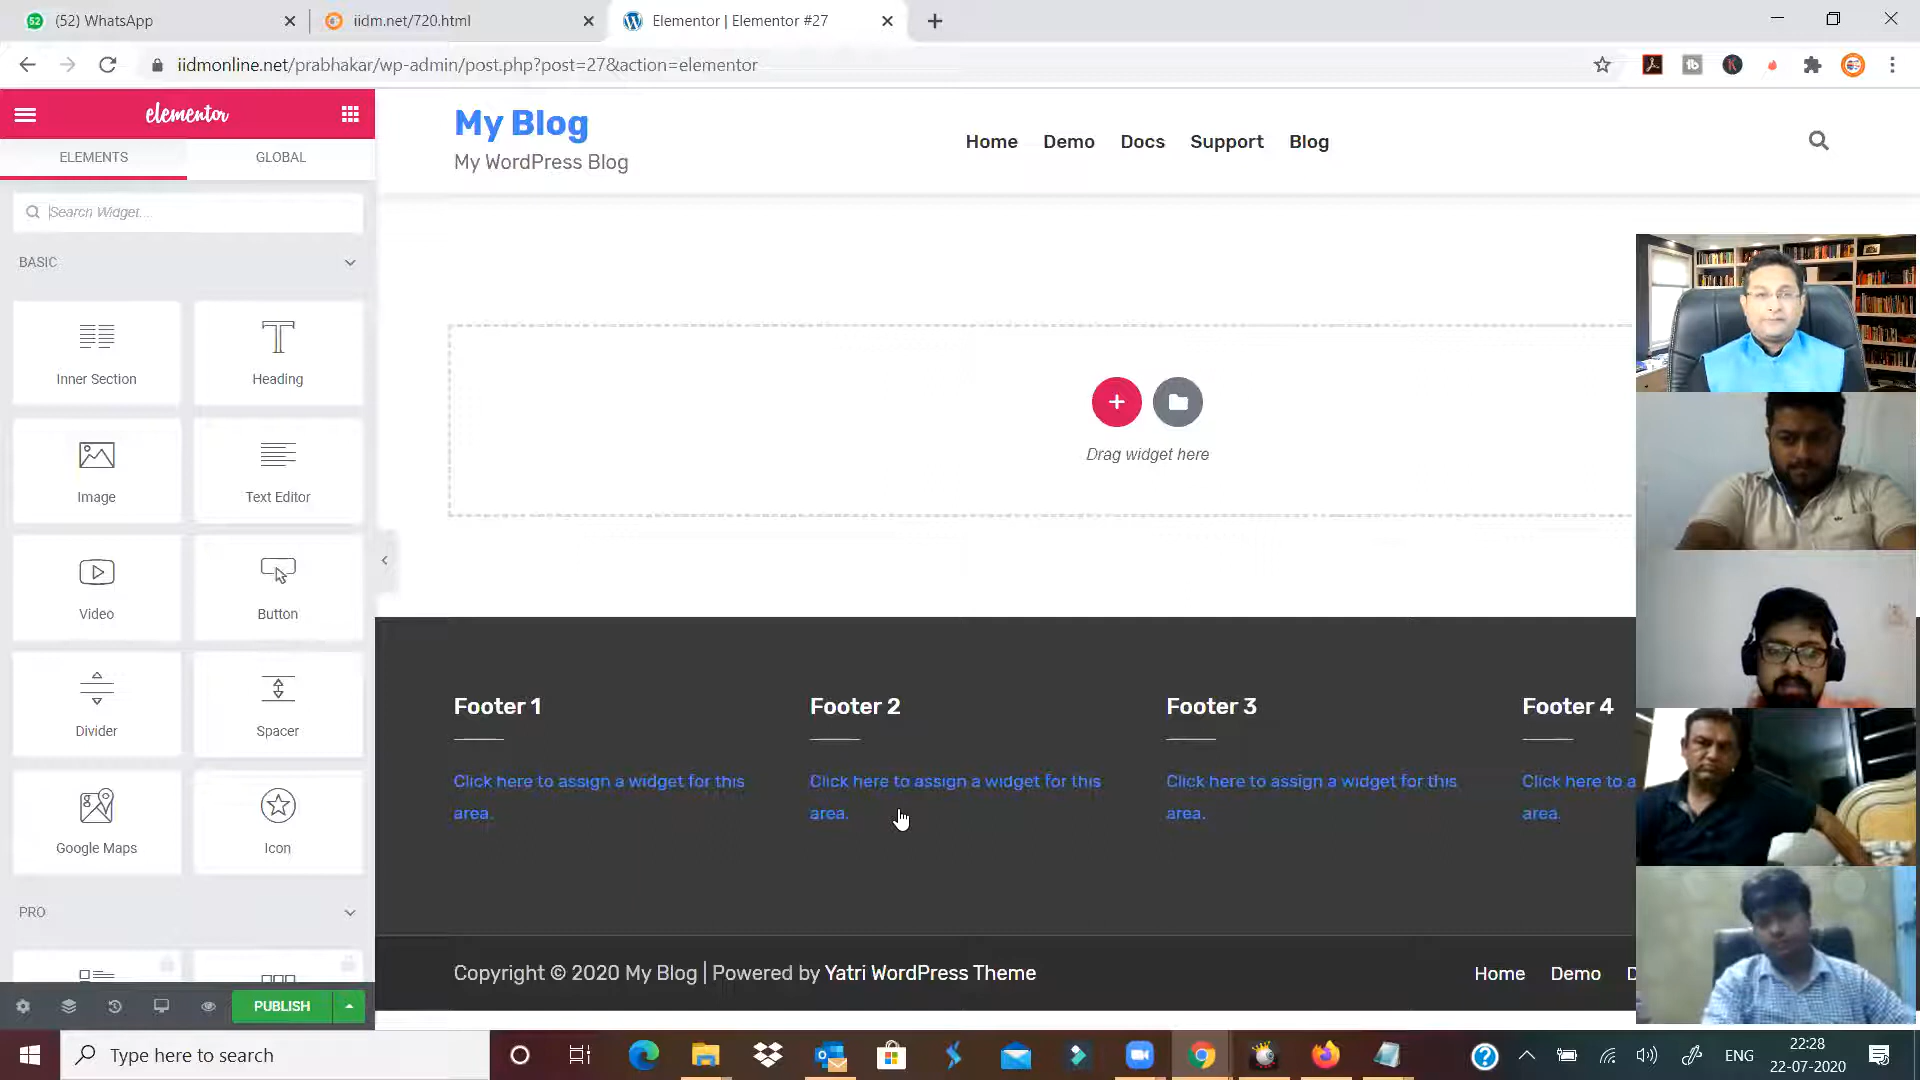 (52) WhatsApp
iidm.net/720.html
Elementor | Elementor #27
iidmonline.net/prabhakar/wp-admin/post.php?post=27&action=elementor
elementor
ELEMENTS
GLOBAL
Search Widget...
BASIC
Inner Section
Heading
Image
Text Editor
Video
Button
Divider
Spacer
Google Maps
Icon
PRO
PUBLISH
My Blog
My WordPress Blog
Home
Demo
Docs
Support
Blog
Drag widget here
Footer 1
Click here to assign a widget for this
area.
Footer 2
Click here to assign a widget for this
area.
Footer 3
Click here to assign a widget for this
area.
Footer 4
Click here to a
area.
Copyright © 2020 My Blog | Powered by Yatri WordPress Theme
Home
Demo
D
Type here to search
ENG
22:28
22-07-2020